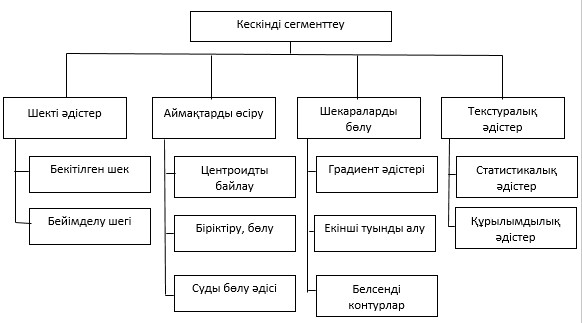 Кескінді сегменттеу
Шекті әдістер
Бекітілген шек
Бейімделу шегі
Аймақтарды өсіру
Центроидты
байлау
Біріктіру, бөлу
Суды бөлу әдісі
Шекараларды
бөлу
Градиент әдістері
Екінші туынды алу
Белсенді
контурлар
Текстуралық
әдістер
Статистикалық
әдістер
Құрылымдылық
әдістер